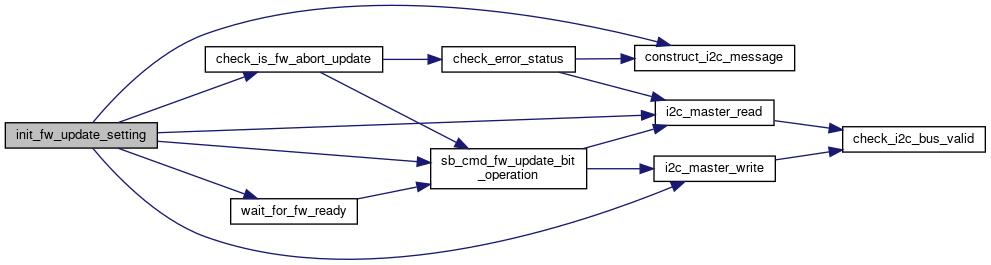 init_fw_update_setting
check_is_fw_abort_update
check_error_status
construct_i2c_message
i2c_master_read
check_i2c_bus_valid
sb_cmd_fw_update_bit
_operation
i2c_master_write
wait_for_fw_ready